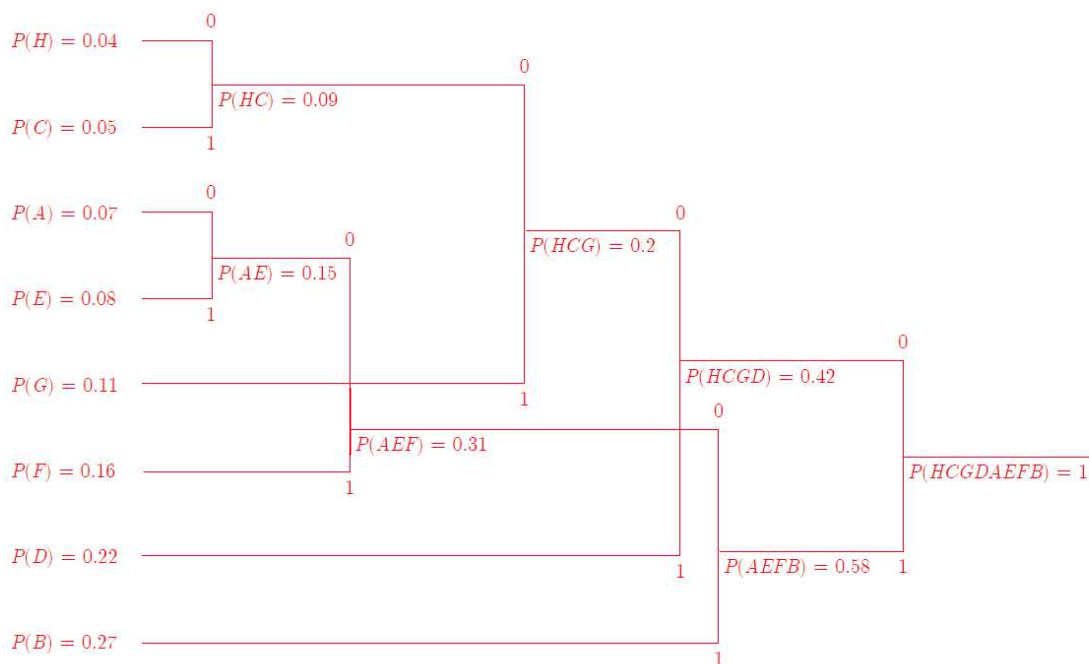 0
0
P(H) = 0.04
P(HC) = 0.09
P(C) = 0.05
1
0
P(A) = 0.07
0
0
P(HCG) = 0.2
P(AE) = 0.15
P(E) = 0.08
1
0
P(HCGD) = 0.42
P(G) = 0.11
1
0
P(AEF) = 0.31
P(F) = 0.16
P(HCGDAEFB) = 1
1
P(D) = 0.22
1
P(AEFB) = 0.58
1
P(B) = 0.27
1